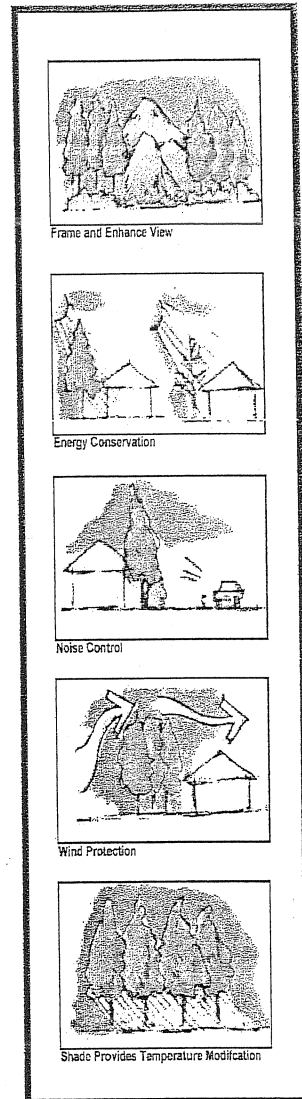 Frame and Enhance View
Energy Conservation
Noise Control
Wind Protection
Shade Provides Temperature Modifcation